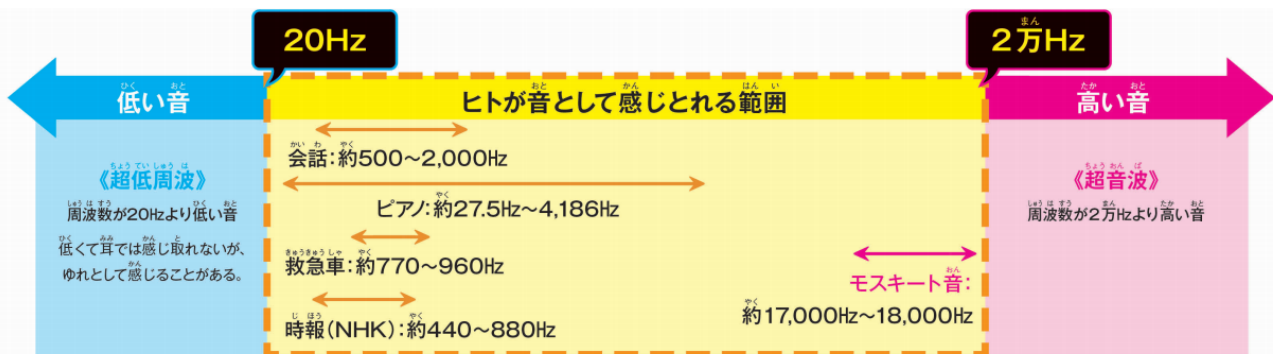 20Hz
2万Hz
低い音
ヒトが音として感じとれる範囲
高い音
《超低周波》
周波数が20Hzより低い音
低くて耳では感じ取れないが、
ゆれとして感じることがある。
会話:約500～2,000Hz
ピアノ:約27.5Hz～4,186Hz
救急車:約770～960Hz
時報(NHK):約440～880Hz
モスキート音:
約17,000Hz～18,000Hz
《超音波》
周波数が2万Hzより高い音